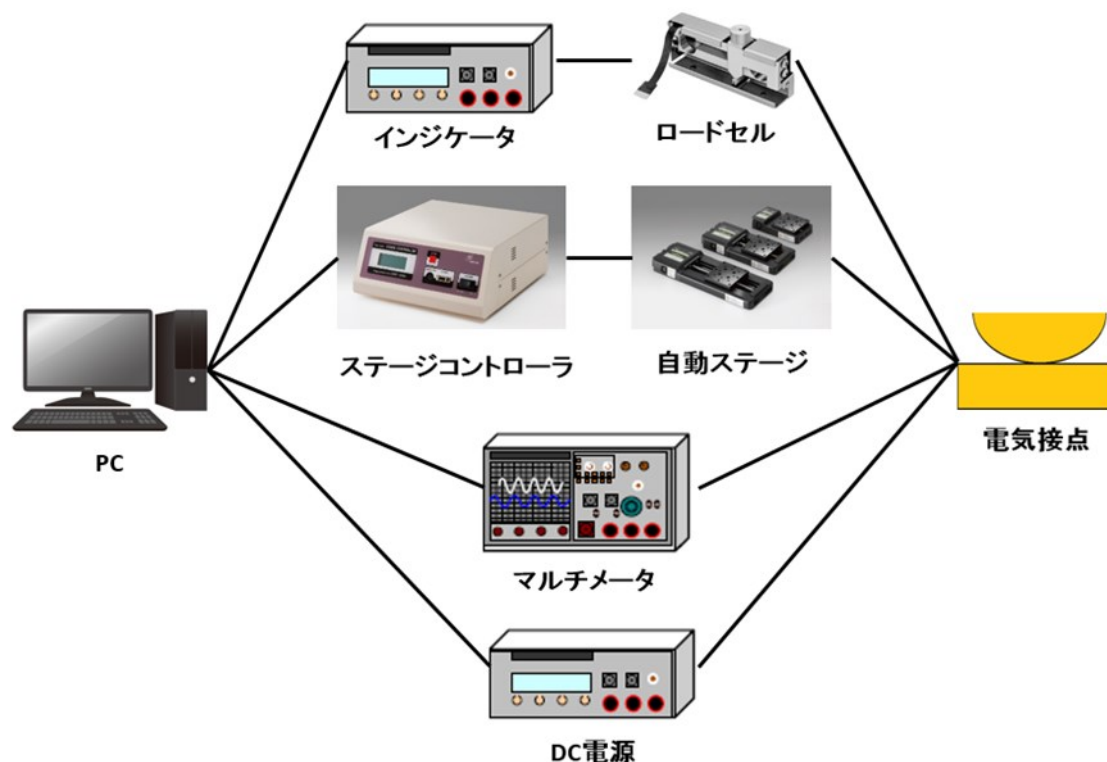 インジケータ
ロードセル
ステージコントローラ
自動ステージ
PC
電気接点
マルチメータ
DC電源